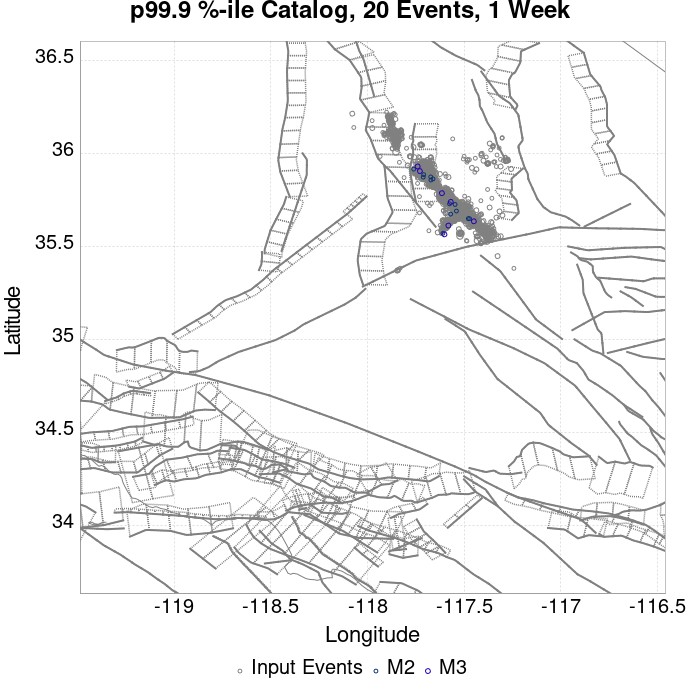 p99.9 %-ile Catalog, 20 Events, 1 Week
36.5
36
35.5
35
34.5
34
Latitude
-119
-118.5
-118
-117.5
-117
-116.5
Longitude
Input Events
M2
M3